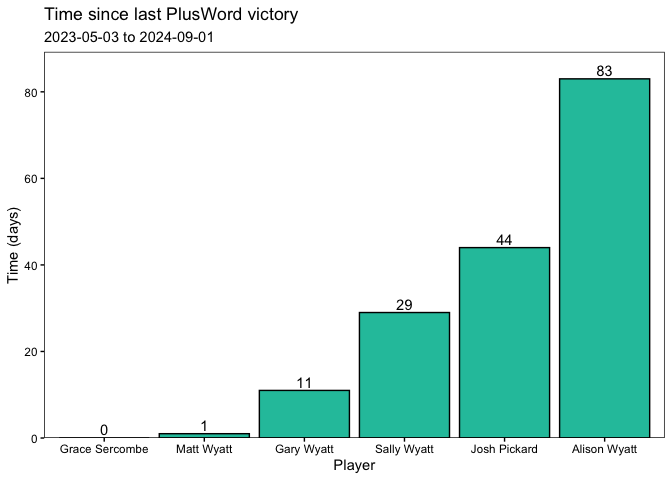 Time since last PlusWord victory
2023-05-03 to 2024-09-01
Time (days)
80
60
40
20
0
0
1
11
29
44
83
Grace Sercombe
Matt Wyatt
Gary Wyatt
Sally Wyatt
Josh Pickard
Alison Wyatt
Player